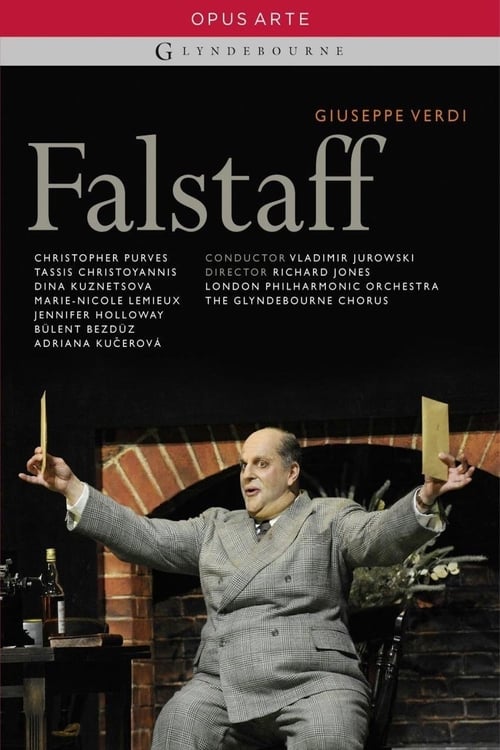 OPUS ARTE
GLYNDEBOURNE
GIUSEPPE VERDI
Falstaff
CHRISTOPHER PURVES
TASSIS CHRISTOYANNIS
DINA KUZNETSOVA
MARIE-NICOLE LEMIEUX
JENNIFER HOLLOWAY
BÜLENT BEZDÜZ
ADRIANA KUČEROVÁ
CONDUCTOR VLADIMIR JUROWSKI
DIRECTOR RICHARD JONES
LONDON PHILHARMONIC ORCHESTRA
THE GLYNDEBOURNE CHORUS